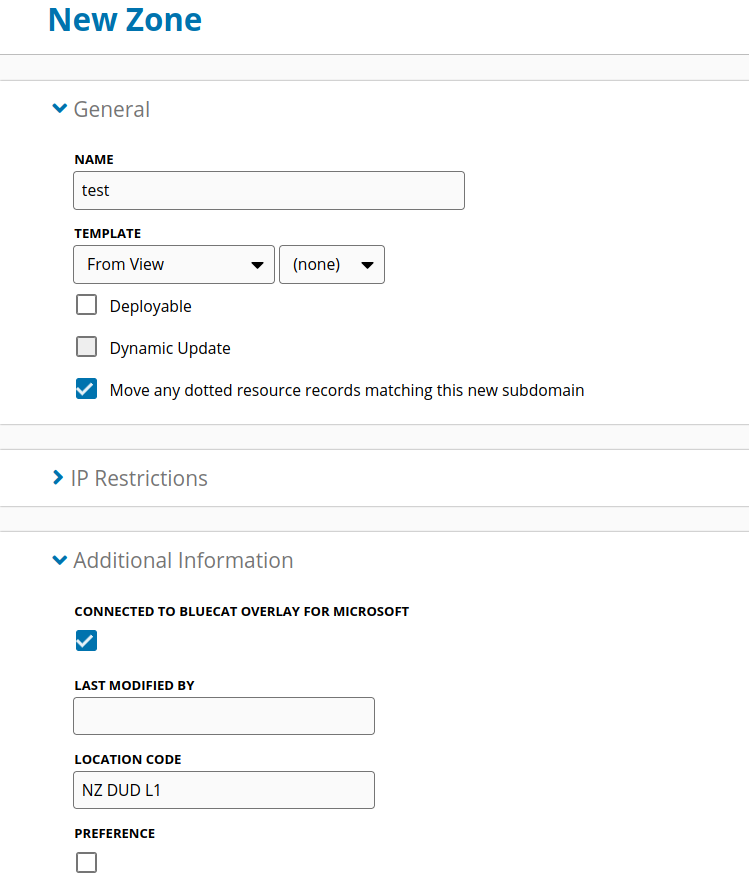 New Zone
General
NAME
test
TEMPLATE
From View (none)
Deployable
Dynamic Update
Move any dotted resource records matching this new subdomain
IP Restrictions
Additional Information
CONNECTED TO BLUECAT OVERLAY FOR MICROSOFT
LAST MODIFIED BY
LOCATION CODE
NZ DUD L1
PREFERENCE